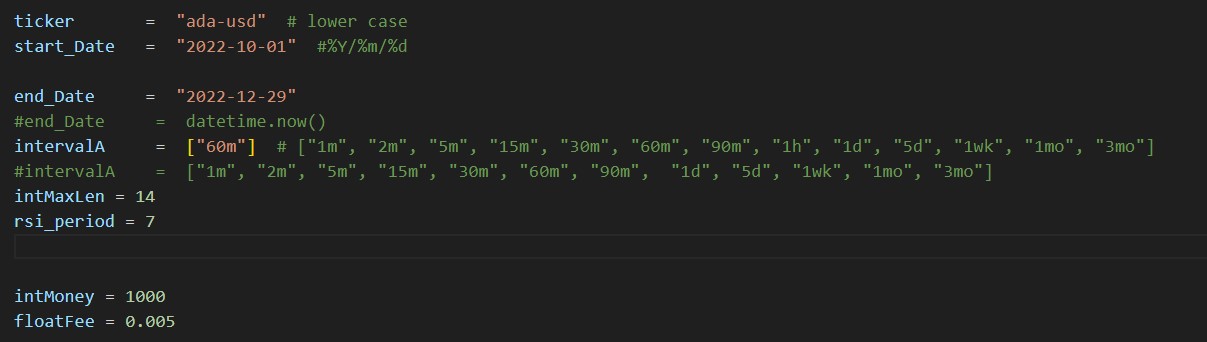 ticker       =  "ada-usd"  # lower case
start_Date   =  "2022-10-01"  #%Y/%m/%d
end_Date     =  "2022-12-29"
#end_Date     =  datetime.now()
intervalA     =  ["60m"]  # ["1m", "2m", "5m", "15m", "30m", "60m", "90m", "1h", "1d", "5d", "1wk", "1mo", "3mo"]
#intervalA    =  ["1m", "2m", "5m", "15m", "30m", "60m", "90m",  "1d", "5d", "1wk", "1mo", "3mo"]
intMaxLen = 14
rsi_period = 7
intMoney = 1000
floatFee = 0.005